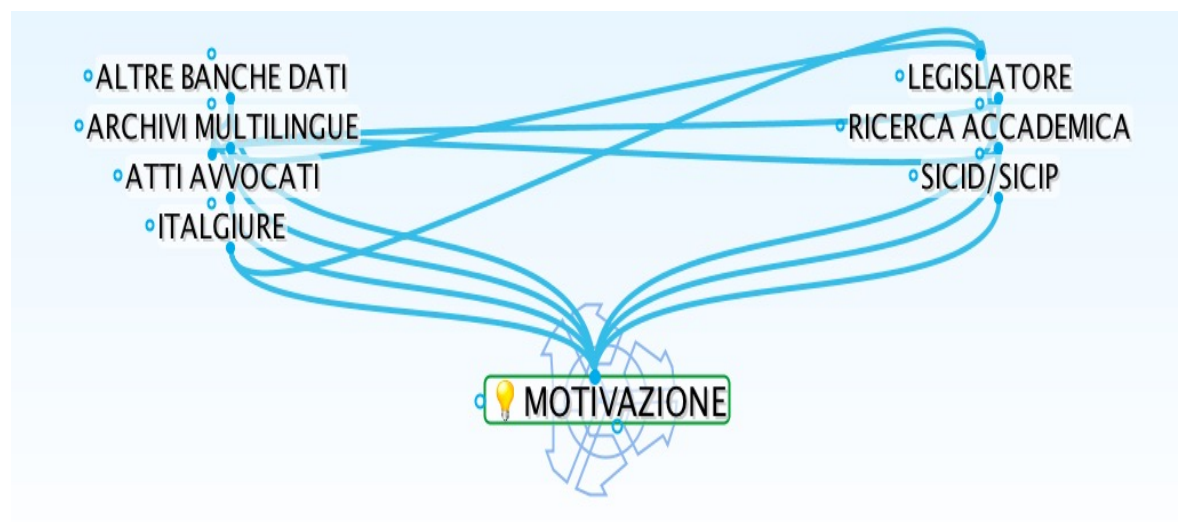 ALTRE BANCHE DATI
ARCHIVI MULTILINGUE
ATTI AVVOCATI
ITALGIURE
LEGISLATORE
RICERCA ACCADEMICA
SICID/SICIP
MOTIVAZIONE